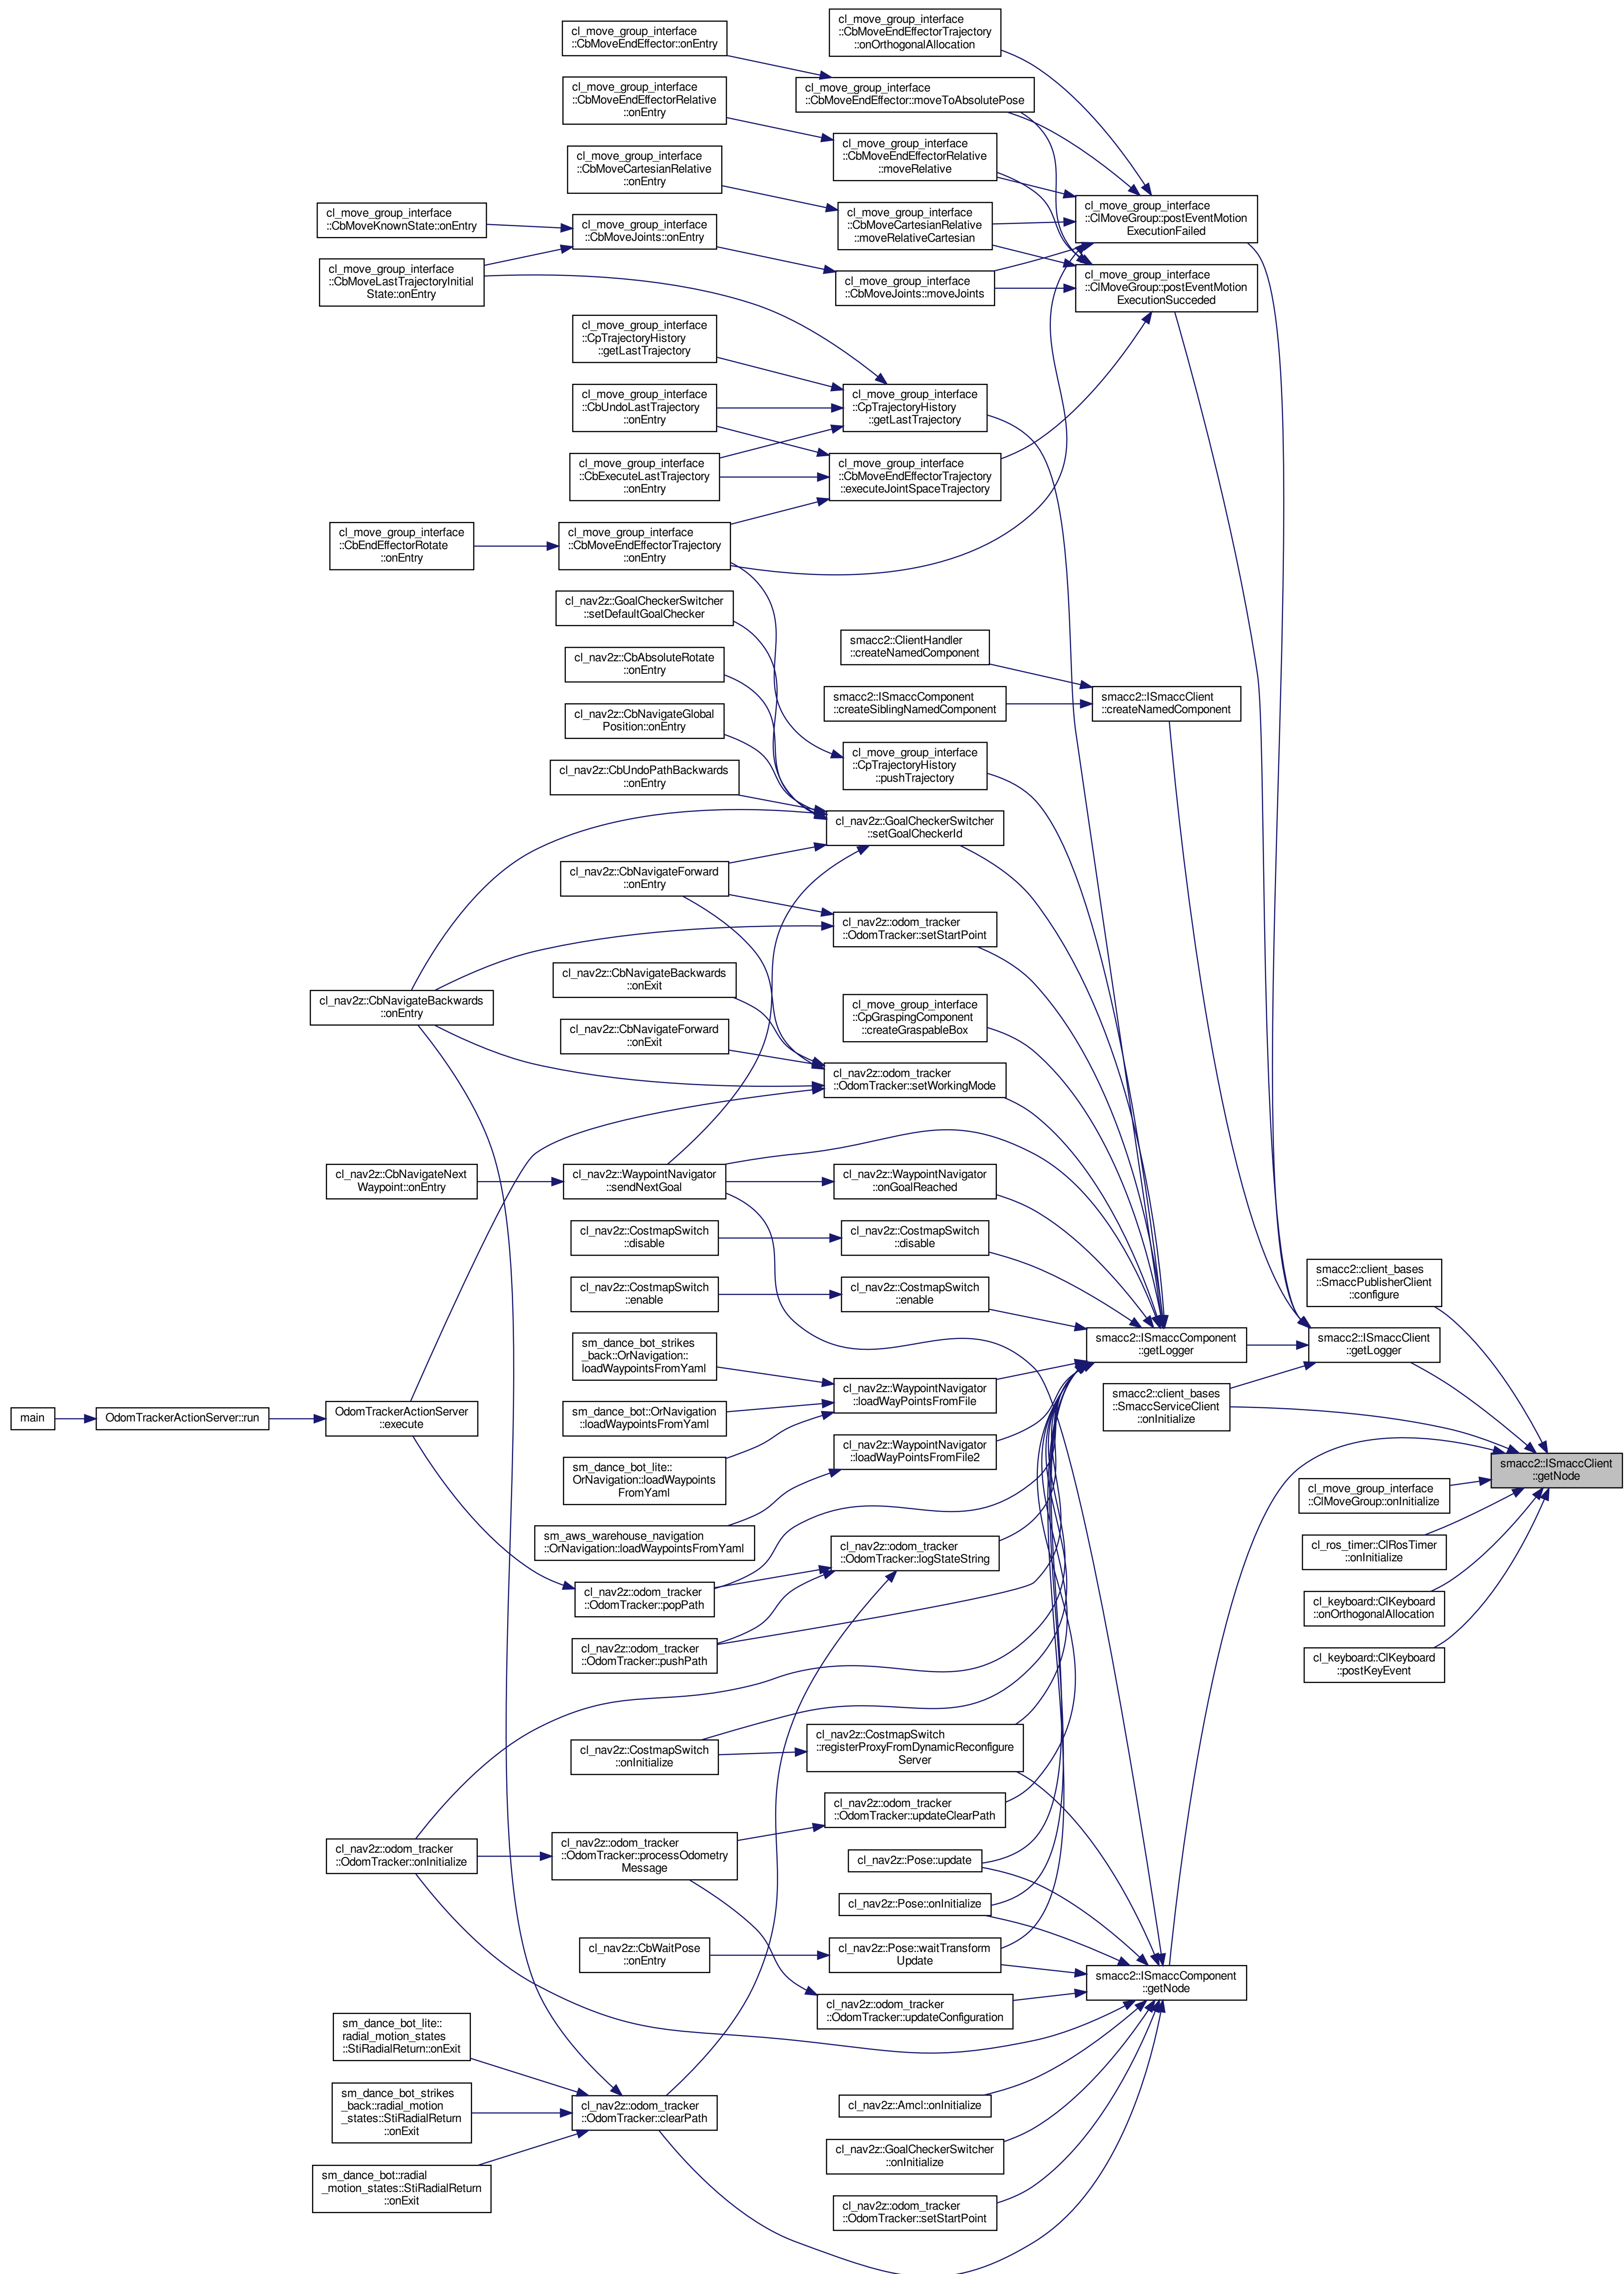 cl_move_group_interface
::CbMoveEndEffectorTrajectory
::onOrthogonalAllocation
cl_move_group_interface
::CbMoveEndEffector::onEntry
cl_move_group_interface
::CbMoveEndEffectorRelative
::onEntry
cl_move_group_interface
::CbMoveEndEffector::moveToAbsolutePose
cl_move_group_interface
::CbMoveEndEffectorRelative
::moveRelative
cl_move_group_interface
::CbMoveCartesianRelative
::onEntry
cl_move_group_interface
::ClMoveGroup::postEventMotion
ExecutionFailed
cl_move_group_interface
::CbMoveKnownState::onEntry
cl_move_group_interface
::CbMoveJoints::onEntry
cl_move_group_interface
::CbMoveCartesianRelative
::moveRelativeCartesian
cl_move_group_interface
::CbMoveLastTrajectoryInitial
State::onEntry
cl_move_group_interface
::CbMoveJoints::moveJoints
cl_move_group_interface
::ClMoveGroup::postEventMotion
ExecutionSucceded
cl_move_group_interface
::CpTrajectoryHistory
::getLastTrajectory
cl_move_group_interface
::CbUndoLastTrajectory
::onEntry
cl_move_group_interface
::CpTrajectoryHistory
::getLastTrajectory
cl_move_group_interface
::CbExecuteLastTrajectory
::onEntry
cl_move_group_interface
::CbMoveEndEffectorTrajectory
::executeJointSpaceTrajectory
cl_move_group_interface
::CbEndEffectorRotate
::onEntry
cl_move_group_interface
::CbMoveEndEffectorTrajectory
::onEntry
cl_nav2z::GoalCheckerSwitcher
::setDefaultGoalChecker
smacc2::ClientHandler
::createNamedComponent
cl_nav2z::CbAbsoluteRotate
::onEntry
smacc2::ISmaccComponent
::createSiblingNamedComponent
smacc2::ISmaccClient
::createNamedComponent
cl_nav2z::CbNavigateGlobal
Position::onEntry
cl_move_group_interface
::CpTrajectoryHistory
::pushTrajectory
cl_nav2z::CbUndoPathBackwards
::onEntry
cl_nav2z::GoalCheckerSwitcher
::setGoalCheckerId
cl_nav2z::CbNavigateForward
::onEntry
cl_nav2z::odom_tracker
::OdomTracker::setStartPoint
cl_nav2z::CbNavigateBackwards
::onExit
cl_nav2z::CbNavigateBackwards
::onEntry
cl_move_group_interface
::CpGraspingComponent
::createGraspableBox
cl_nav2z::CbNavigateForward
::onExit
cl_nav2z::odom_tracker
::OdomTracker::setWorkingMode
cl_nav2z::CbNavigateNext
Waypoint::onEntry
cl_nav2z::WaypointNavigator
::sendNextGoal
cl_nav2z::WaypointNavigator
::onGoalReached
cl_nav2z::CostmapSwitch
::disable
cl_nav2z::CostmapSwitch
::disable
cl_nav2z::CostmapSwitch
::enable
cl_nav2z::CostmapSwitch
::enable
smacc2::client_bases
::SmaccPublisherClient
::configure
sm_dance_bot_strikes
_back::OrNavigation::
loadWaypointsFromYaml
smacc2::ISmaccComponent
::getLogger
smacc2::ISmaccClient
::getLogger
cl_nav2z::WaypointNavigator
::loadWayPointsFromFile
smacc2::client_bases
::SmaccServiceClient
::onInitialize
main
OdomTrackerActionServer::run
OdomTrackerActionServer
::execute
sm_dance_bot::OrNavigation
::loadWaypointsFromYaml
cl_nav2z::WaypointNavigator
::loadWayPointsFromFile2
smacc2::ISmaccClient
::getNode
sm_dance_bot_lite::
OrNavigation::loadWaypoints
FromYaml
cl_move_group_interface
::ClMoveGroup::onInitialize
sm_aws_warehouse_navigation
::OrNavigation::loadWaypointsFromYaml
cl_nav2z::odom_tracker
::OdomTracker::logStateString
cl_ros_timer::ClRosTimer
::onInitialize
cl_nav2z::odom_tracker
::OdomTracker::popPath
cl_keyboard::ClKeyboard
::onOrthogonalAllocation
cl_nav2z::odom_tracker
::OdomTracker::pushPath
cl_keyboard::ClKeyboard
::postKeyEvent
cl_nav2z::CostmapSwitch
::onInitialize
cl_nav2z::CostmapSwitch
::registerProxyFromDynamicReconfigure
Server
cl_nav2z::odom_tracker
::OdomTracker::updateClearPath
cl_nav2z::odom_tracker
::OdomTracker::onInitialize
cl_nav2z::odom_tracker
::OdomTracker::processOdometry
Message
cl_nav2z::Pose::update
cl_nav2z::Pose::onInitialize
cl_nav2z::CbWaitPose
::onEntry
cl_nav2z::Pose::waitTransform
Update
smacc2::ISmaccComponent
::getNode
cl_nav2z::odom_tracker
::OdomTracker::updateConfiguration
sm_dance_bot_lite::
radial_motion_states
::StiRadialReturn::onExit
sm_dance_bot_strikes
_back::radial_motion
_states::StiRadialReturn
::onExit
cl_nav2z::odom_tracker
::OdomTracker::clearPath
cl_nav2z::Amcl::onInitialize
cl_nav2z::GoalCheckerSwitcher
::onInitialize
sm_dance_bot::radial
_motion_states::StiRadialReturn
::onExit
cl_nav2z::odom_tracker
::OdomTracker::setStartPoint